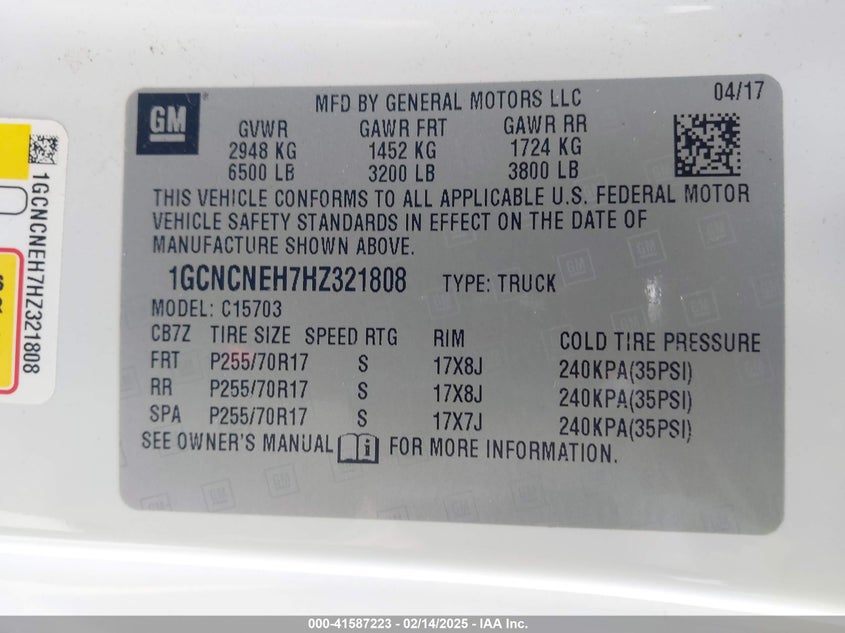 GM
MFD BY GENERAL MOTORS LLC
04/17
GVWR GAWR FRT GAWR RR
2948 KG 1452 KG 1724 KG
6500 LB 3200 LB 3800 LB
THIS VEHICLE CONFORMS TO ALL APPLICABLE U.S. FEDERAL MOTOR
VEHICLE SAFETY STANDARDS IN EFFECT ON THE DATE OF
MANUFACTURE SHOWN ABOVE.
1GCNCNEH7HZ321808 TYPE: TRUCK
MODEL: C15703
CB7Z TIRE SIZE SPEED RTG RIM COLD TIRE PRESSURE
FRT P255/70R17 S 17X8J 240KPA(35PSI)
RR P255/70R17 S 17X8J 240KPA(35PSI)
SPA P255/70R17 S 17X7J 240KPA(35PSI)
SEE OWNER'S MANUAL FOR MORE INFORMATION.
1GCNCNEH7HZ321808
000-41587223 - 02/14/2025 - IAA Inc.